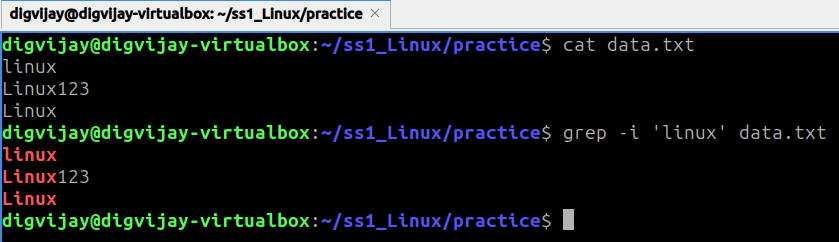 digvijay@digvijay-virtualbox: ~/ss1_Linux/practice ×
digvijay@digvijay-virtualbox:~/ss1_Linux/practice$ cat data.txt
linux
Linux123
Linux
digvijay@digvijay-virtualbox:~/ss1_Linux/practice$ grep -i 'linux' data.txt
linux
Linux123
Linux
digvijay@digvijay-virtualbox:~/ss1_Linux/practice$